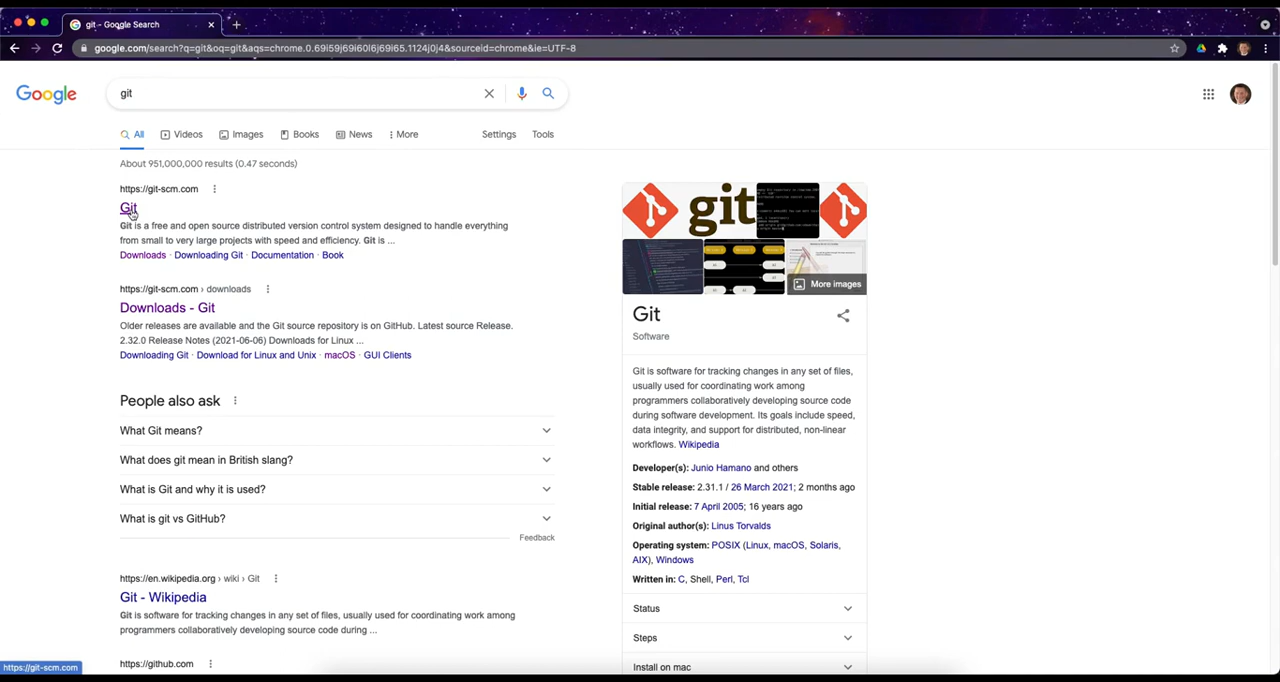 git - Google Search
google.com/search?q=git&oq=git&aqs=chrome.0.69i59j69i60l6j69i65.1124j0j4&sourceid=chrome&ie=UTF-8
Google
git
All
Videos
Images
Books
News
More
Settings
Tools
About 951,000,000 results (0.47 seconds)
https://git-scm.com
Git
Git is a free and open source distributed version control system designed to handle everything
from small to very large projects with speed and efficiency. Git is ...
Downloads · Downloading Git · Documentation · Book
https://git-scm.com › downloads
Downloads - Git
Older releases are available and the Git source repository is on GitHub. Latest source Release.
2.32.0 Release Notes (2021-06-06) Downloads for Linux ...
Downloading Git · Download for Linux and Unix · macOS · GUI Clients
People also ask
What Git means?
What does git mean in British slang?
What is Git and why it is used?
What is git vs GitHub?
Feedback
https://en.wikipedia.org › wiki › Git
Git - Wikipedia
Git is software for tracking changes in any set of files, usually used for coordinating work among
programmers collaboratively developing source code during ...
https://github.com
git
More images
Git
Software
Git is software for tracking changes in any set of files,
usually used for coordinating work among
programmers collaboratively developing source code
during software development. Its goals include speed,
data integrity, and support for distributed, non-linear
workflows. Wikipedia
Developer(s): Junio Hamano and others
Stable release: 2.31.1 / 26 March 2021; 2 months ago
Initial release: 7 April 2005; 16 years ago
Original author(s): Linus Torvalds
Operating system: POSIX (Linux, macOS, Solaris,
AIX), Windows
Written in: C, Shell, Perl, Tcl
Status
Steps
Install on mac
https://git-scm.com